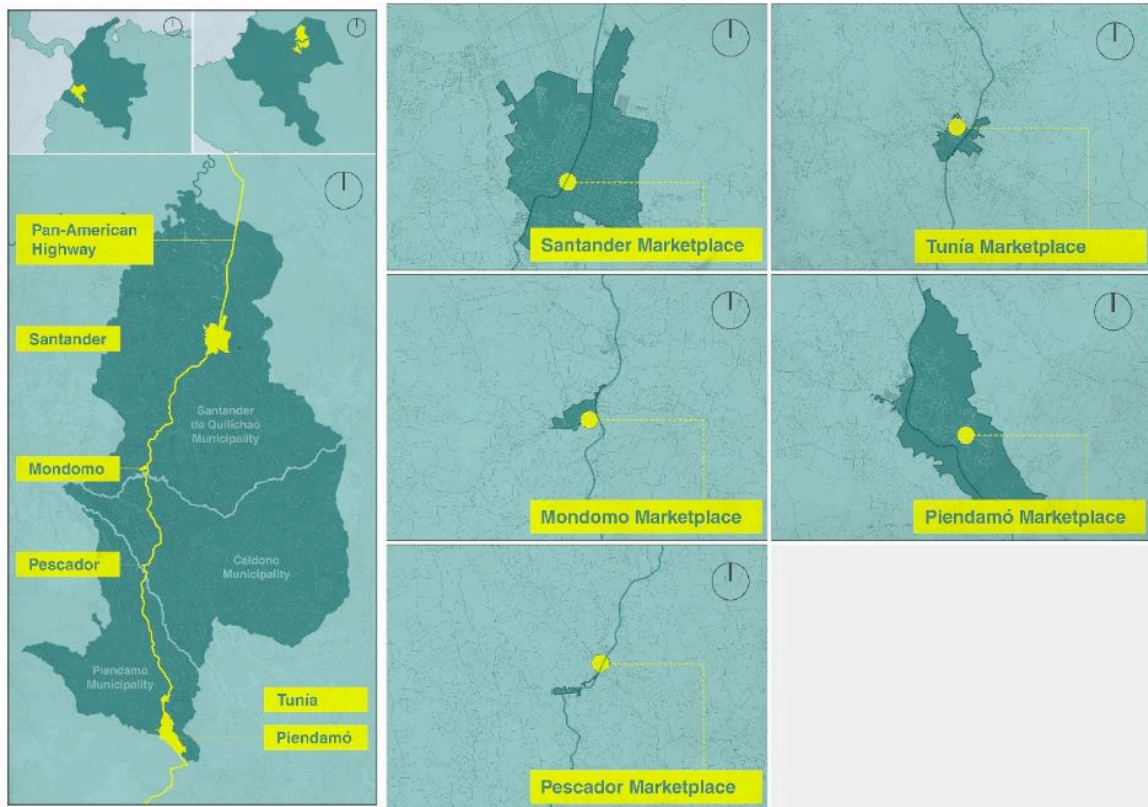 Pan-American
Highway
Santander
Santander
de Quilichao
Municipality
Mondomo
Pescador
Caldono
Municipality
Piendamo
Municipality
Tunía
Piendamó
Santander Marketplace
Tunía Marketplace
Mondomo Marketplace
Piendamó Marketplace
Pescador Marketplace